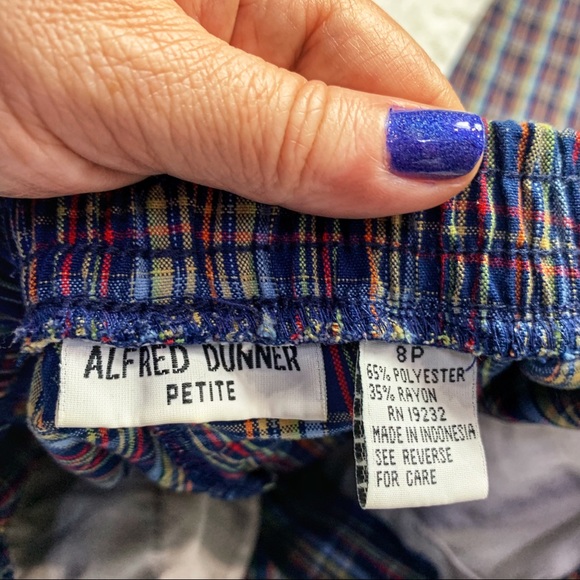 ALFRED DUNNER
PETITE
8P
65% POLYESTER
35% RAYON
RN 19232
MADE IN INDONESIA
SEE REVERSE
FOR CARE